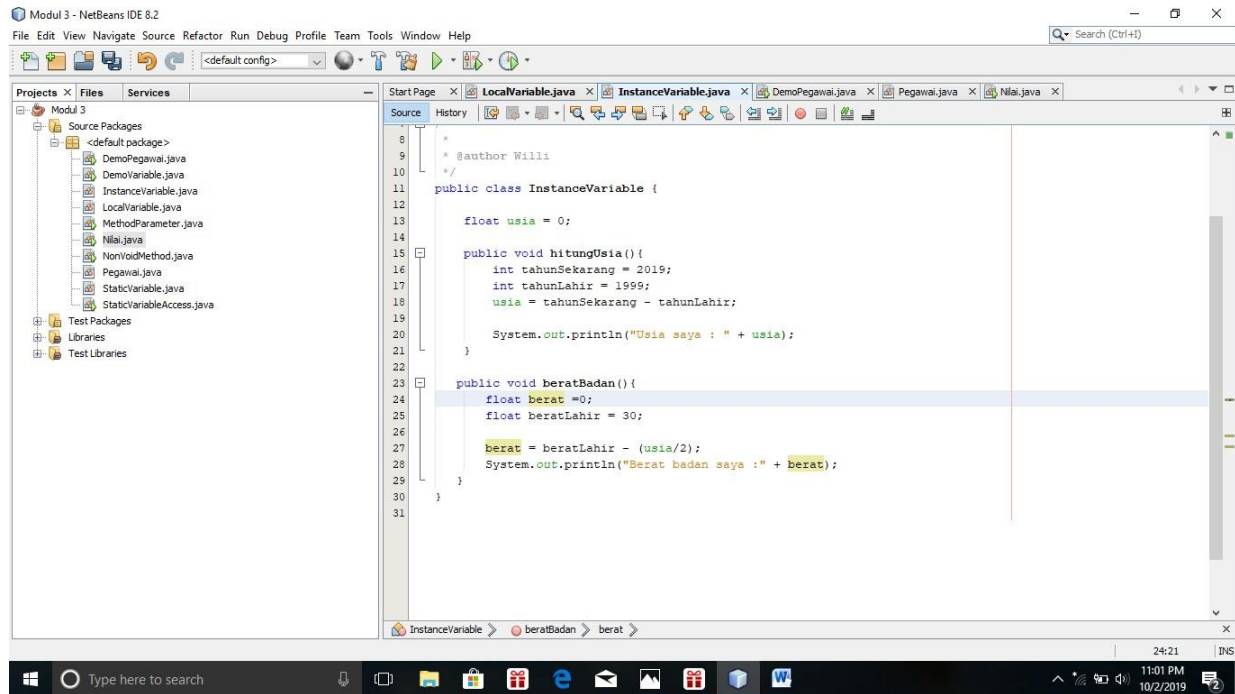 Modul 3 - NetBeans IDE 8.2
File Edit View Navigate Source Refactor Run Debug Profile Team Tools Window Help
Search (Ctrl+I)
<default config>
Projects Files Services
Modul 3
Source Packages
<default package>
DemoPegawai.java
DemoVariable.java
InstanceVariable.java
LocalVariable.java
MethodParameter.java
Nilai.java
NonVoidMethod.java
Pegawai.java
StaticVariable.java
StaticVariableAccess.java
Test Packages
Libraries
Test Libraries
Start Page LocalVariable.java InstanceVariable.java DemoPegawai.java Pegawai.java Nilai.java
Source History
8 *
9 * @author Willi
10 */
11 public class InstanceVariable {
12
13 float usia = 0;
14
15 public void hitungUsia(){
16 int tahunSekarang = 2019;
17 int tahunLahir = 1999;
18 usia = tahunSekarang - tahunLahir;
19
20 System.out.println("Usia saya : " + usia);
21 }
22
23 public void beratBadan(){
24 float berat =0;
25 float beratLahir = 30;
26
27 berat = beratLahir - (usia/2);
28 System.out.println("Berat badan saya :" + berat);
29 }
30 }
31
InstanceVariable beratBadan berat
24:21 INS
Type here to search
11:01 PM
10/2/2019
2